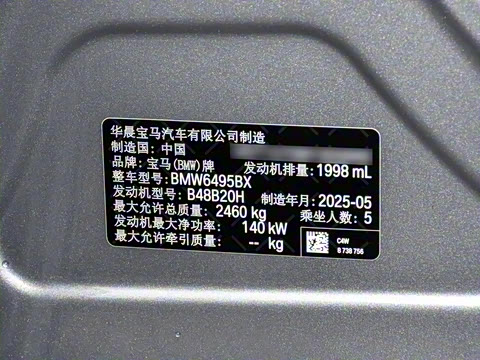 华晨宝马汽车有限公司制造
制造国：中国
品牌：宝马(BMW)牌 发动机排量：1998 mL
整车型号：BMW6495BX
发动机型号：B48B20H 制造年月：2025-05
最大允许总质量：2460 kg 乘坐人数：5
发动机最大净功率：140 kW
最大允许牵引质量：-- kg
C4W
8 738 756